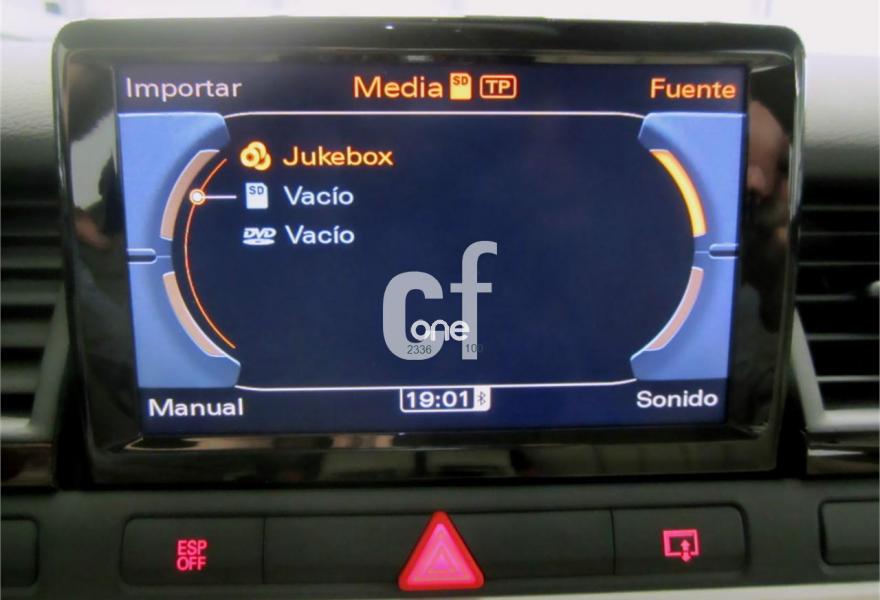 Importar Media SD TP Fuente
Jukebox
SD Vacío
DVD Vacío
cf
one
2336 100
Manual 19:01 Sonido
ESP
OFF